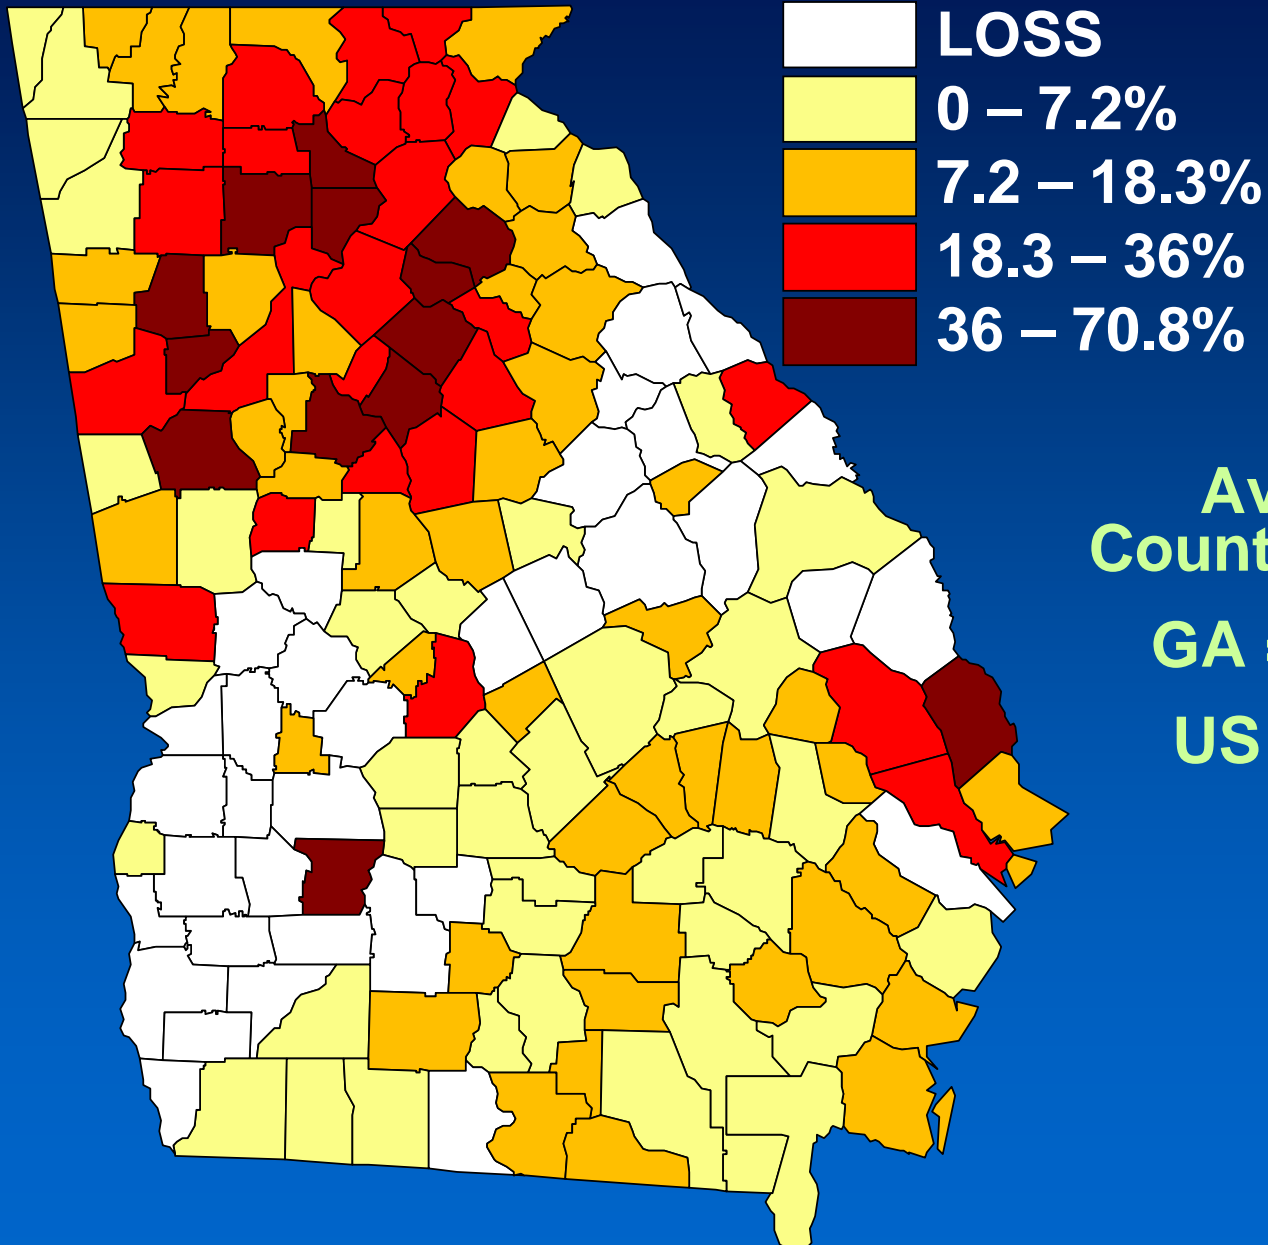 LOSS
0 – 7.2%
7.2 – 18.3%
18.3 – 36%
36 – 70.8%
GA
US